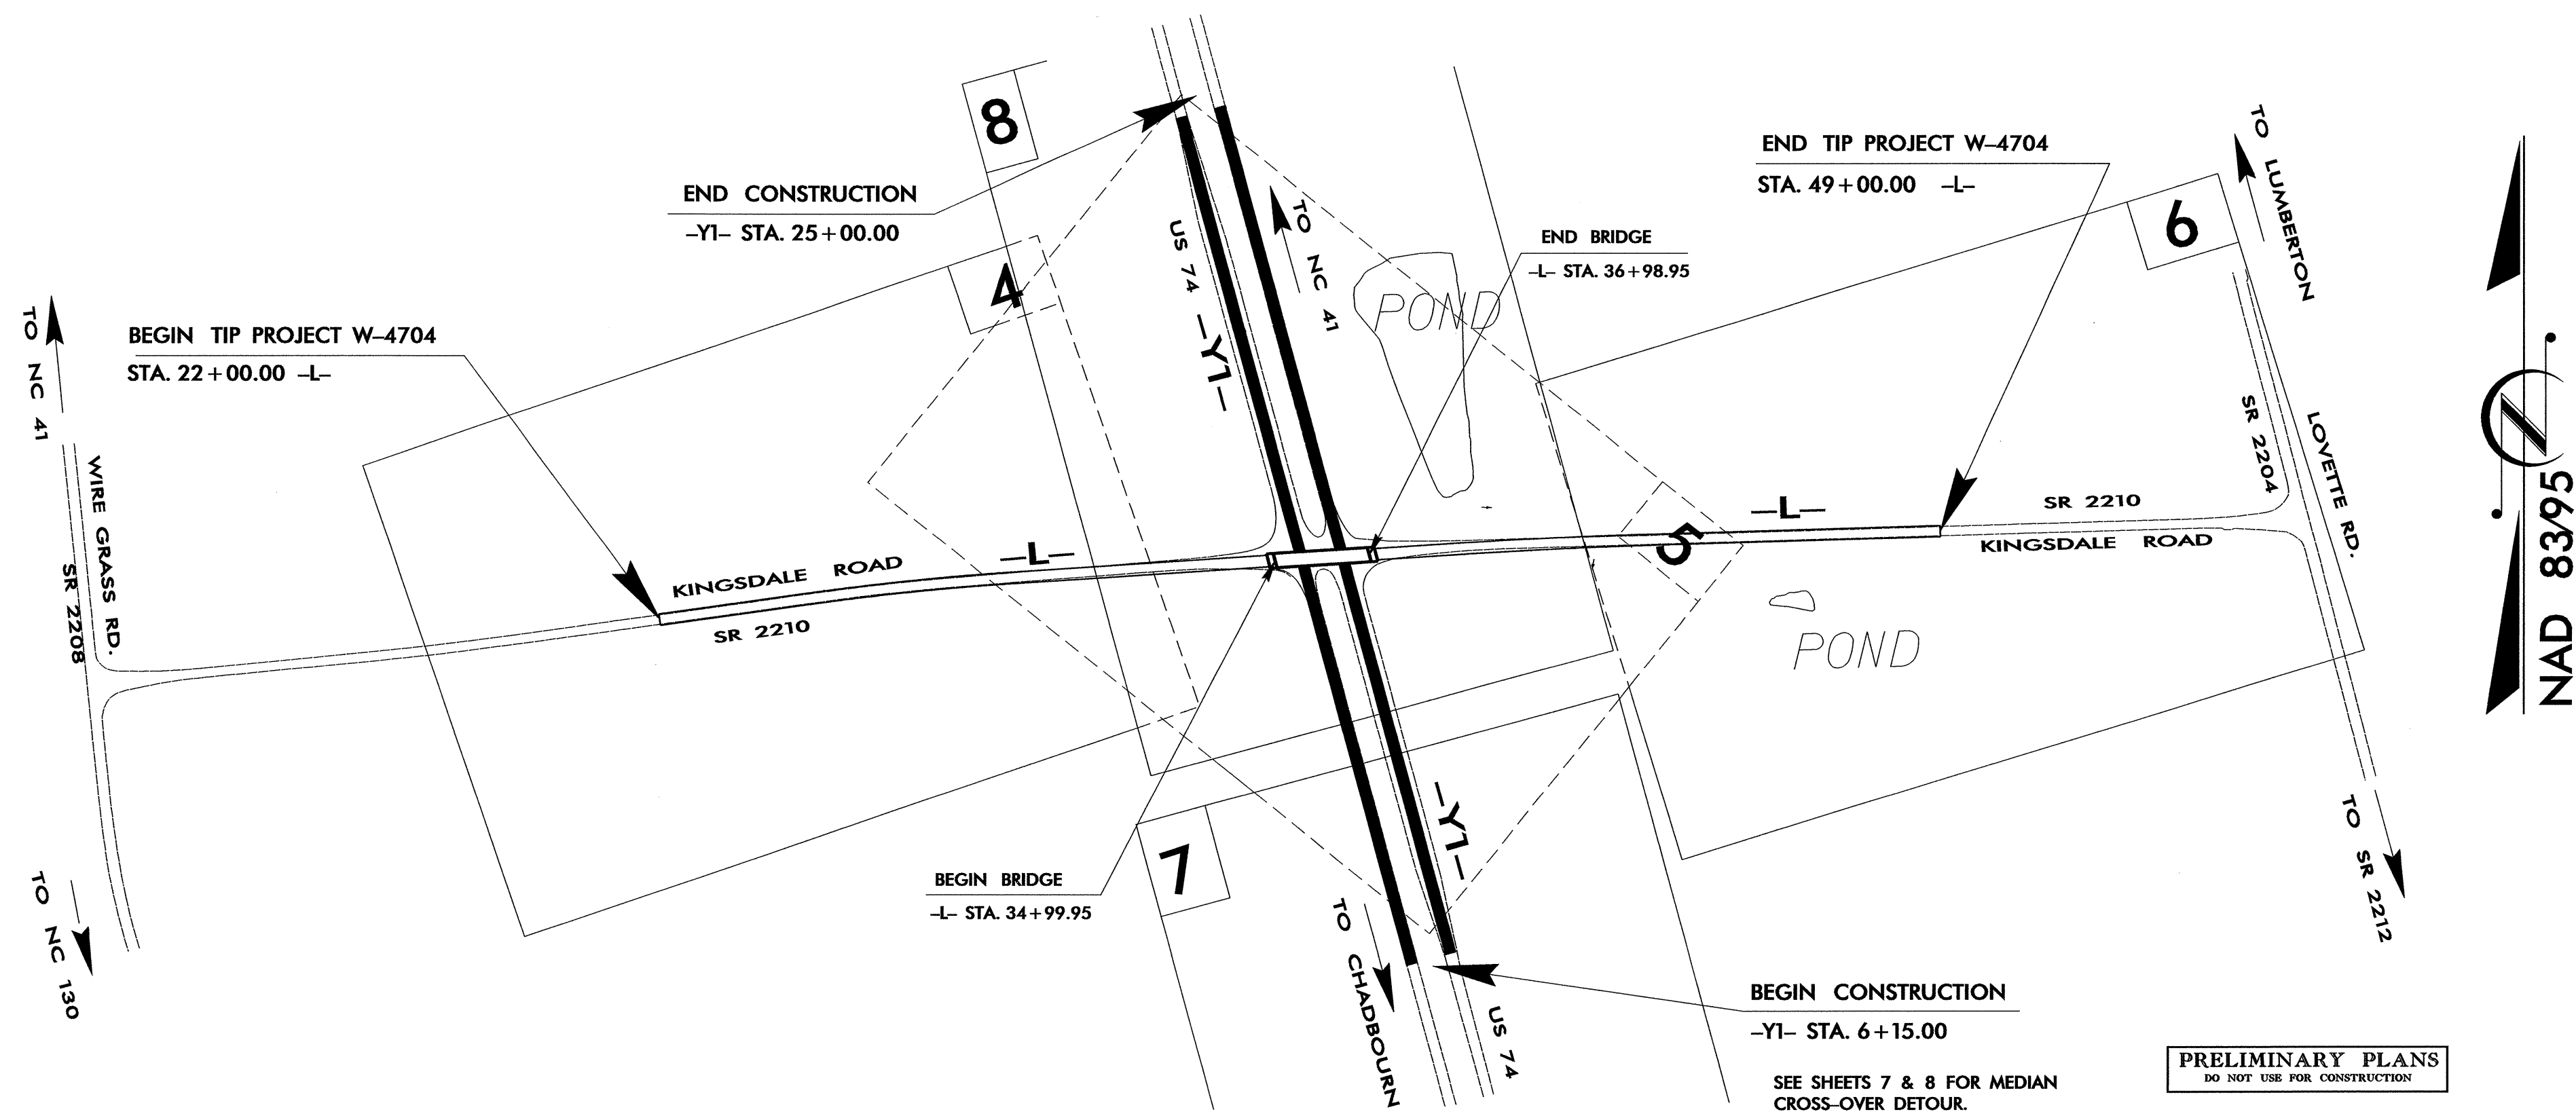 8
END CONSTRUCTION
–Y1– STA. 25+00.00
4
BEGIN TIP PROJECT W–4704
STA. 22+00.00 –L–
TO NC 41
WIRE GRASS RD.
SR 2208
TO NC 130
KINGSDALE ROAD
SR 2210
–L–
US 74
–Y1–
TO NC 41
POND
END BRIDGE
–L– STA. 36+98.95
END TIP PROJECT W–4704
STA. 49+00.00 –L–
6
TO LUMBERTON
SR 2204
LOVETTE RD.
–L–
5
SR 2210
KINGSDALE ROAD
POND
TO SR 2212
NAD 83/95
BEGIN BRIDGE
–L– STA. 34+99.95
7
–Y1–
TO CHADBOURN
US 74
BEGIN CONSTRUCTION
–Y1– STA. 6+15.00
SEE SHEETS 7 & 8 FOR MEDIAN
CROSS–OVER DETOUR.
PRELIMINARY PLANS
DO NOT USE FOR CONSTRUCTION